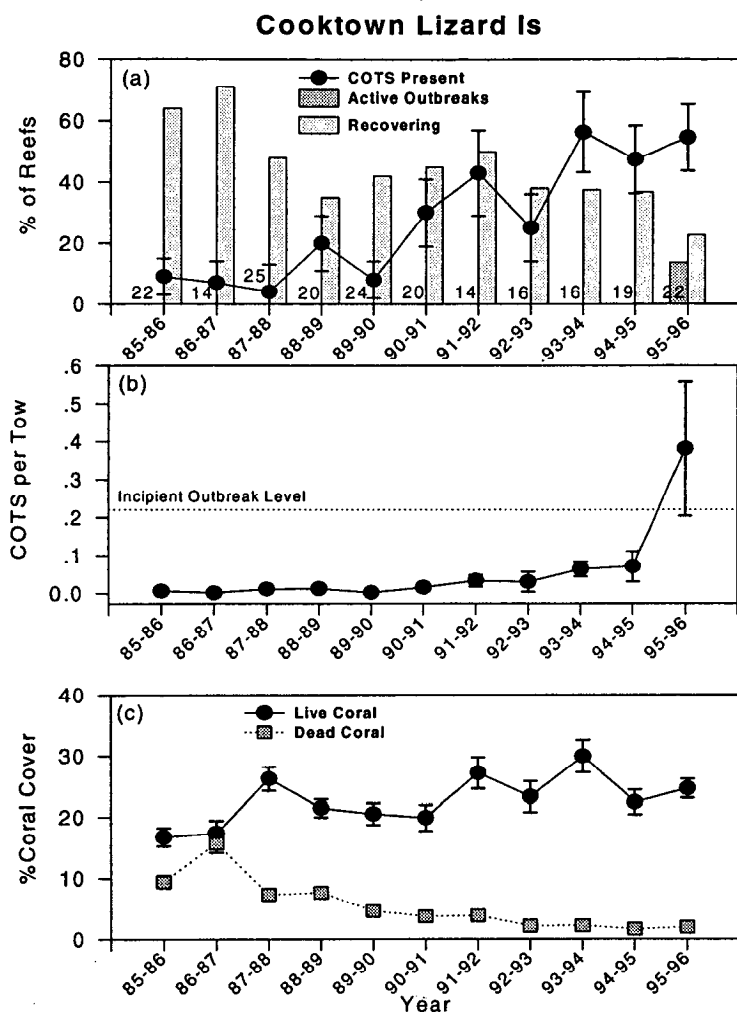 Cooktown Lizard Is
(a)
COTS Present
Active Outbreaks
Recovering
% of Reefs
80
60
40
20
0
22 14 25 20 24 20 14 16 16 19 22
85-86 86-87 87-88 88-89 89-90 90-91 91-92 92-93 93-94 94-95 95-96
(b)
COTS per Tow
.6
.5
.4
.3
.2
.1
0.0
Incipient Outbreak Level
85-86 86-87 87-88 88-89 89-90 90-91 91-92 92-93 93-94 94-95 95-96
(c)
Live Coral
Dead Coral
%Coral Cover
40
30
20
10
0
85-86 86-87 87-88 88-89 89-90 90-91 91-92 92-93 93-94 94-95 95-96
Year